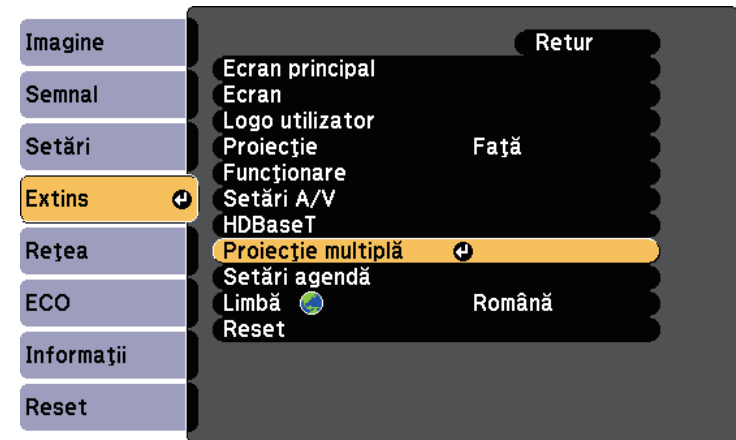 Imagine
Semnal
Setări
Extins
Reţea
ECO
Informaţii
Reset
Retur
Ecran principal
Ecran
Logo utilizator
Proiecţie Faţă
Funcţionare
Setări A/V
HDBaseT
Proiecţie multiplă
Setări agendă
Limbă Română
Reset